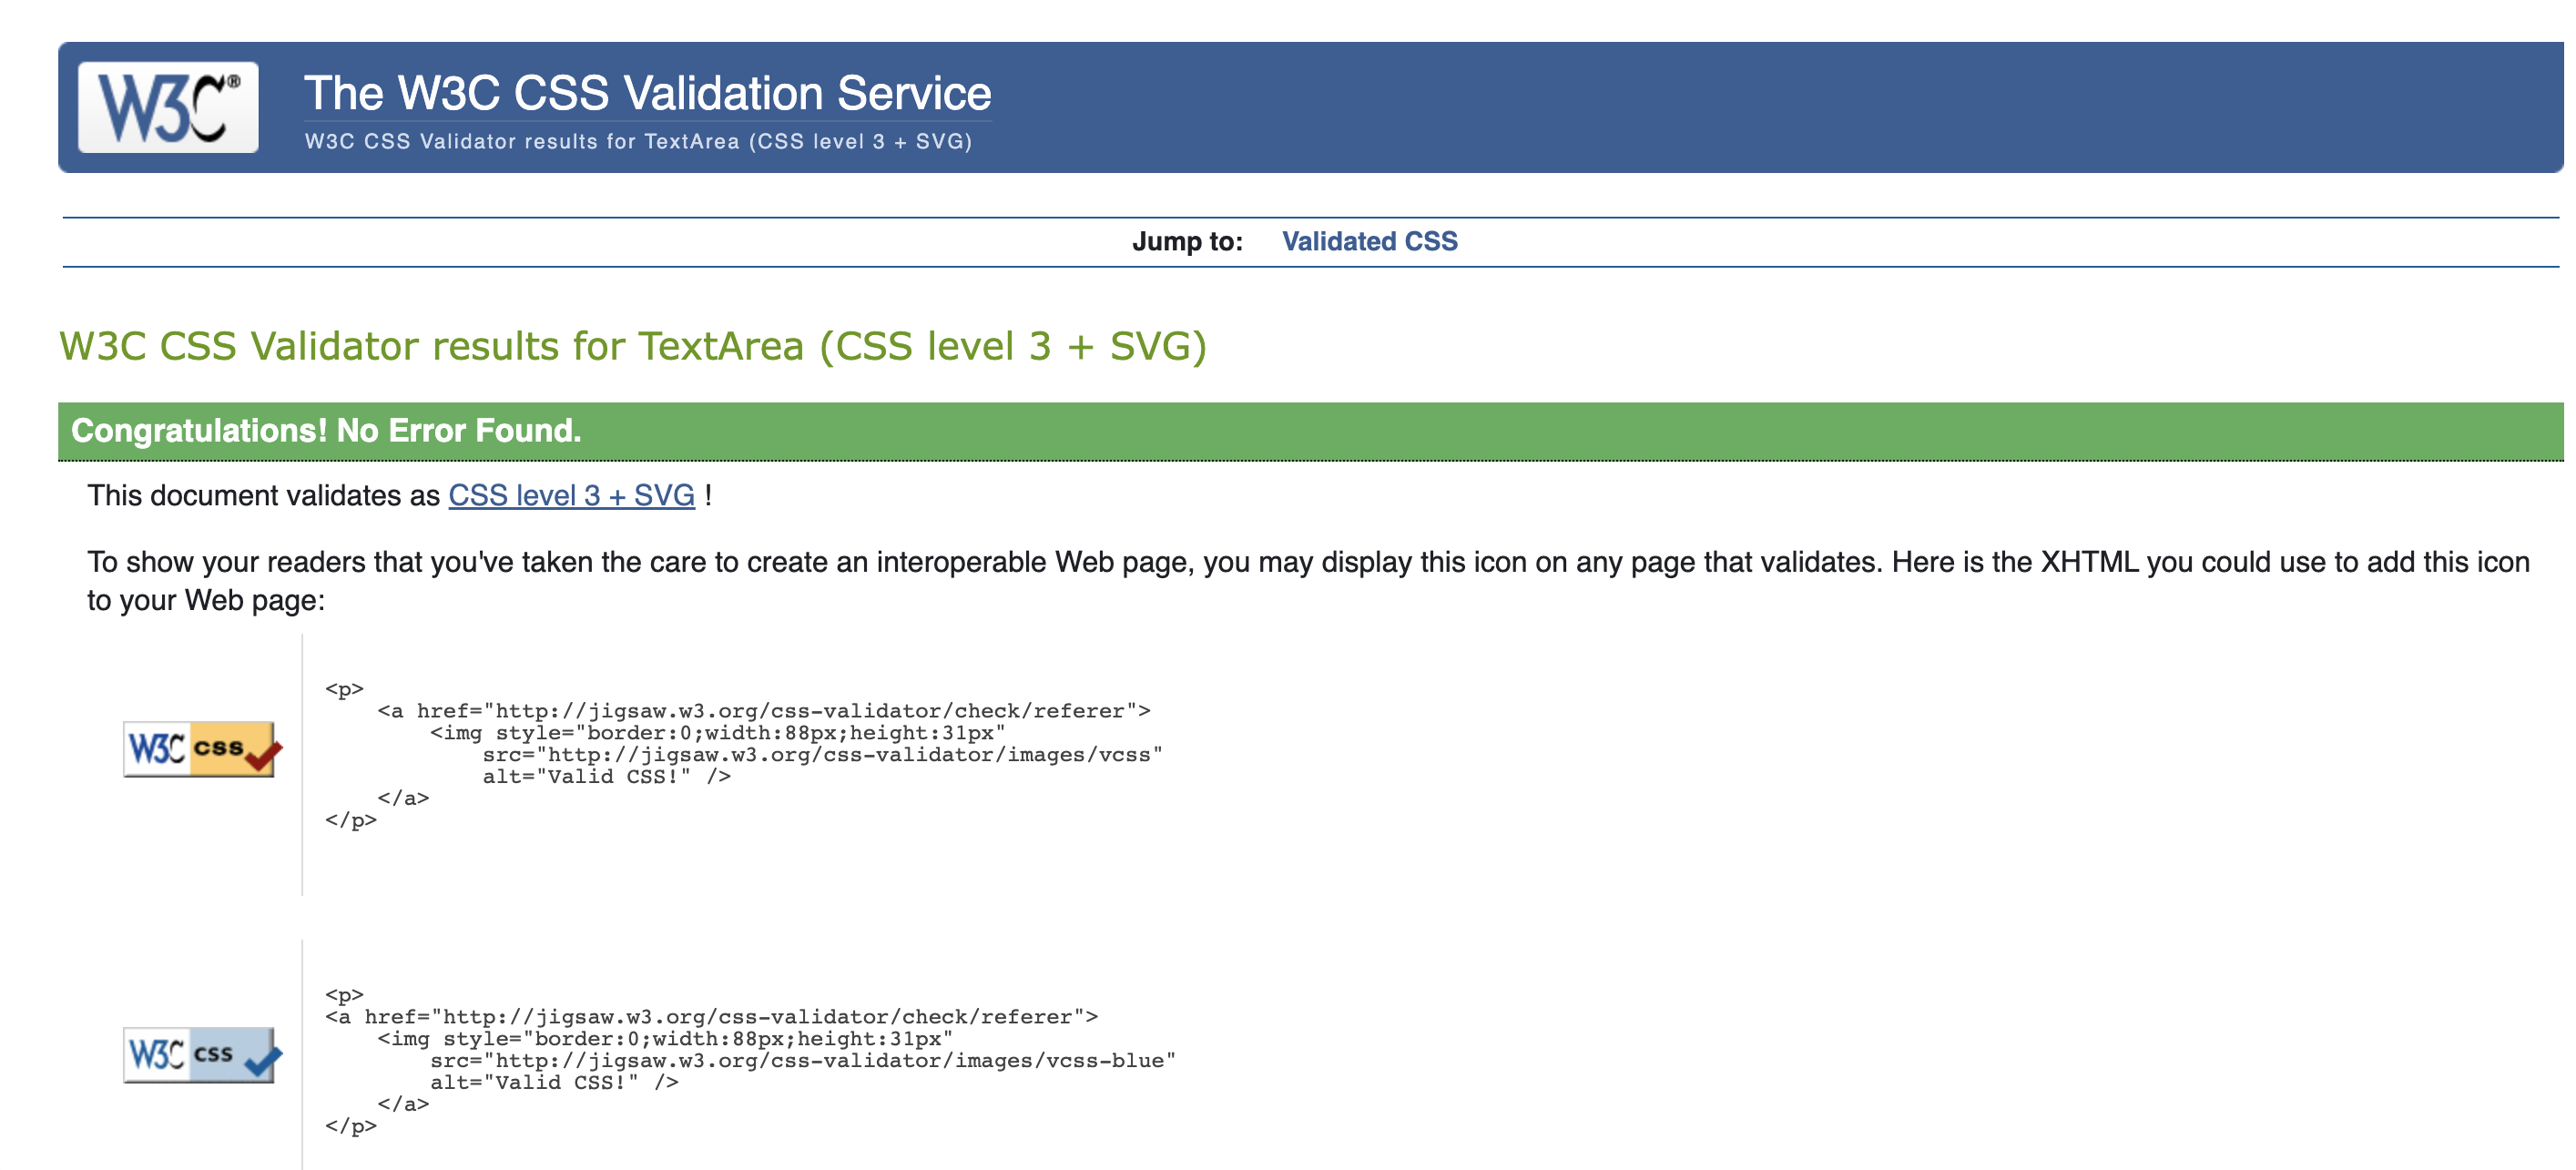 W3C®
The W3C CSS Validation Service
W3C CSS Validator results for TextArea (CSS level 3 + SVG)
Jump to: Validated CSS
W3C CSS Validator results for TextArea (CSS level 3 + SVG)
Congratulations! No Error Found.
This document validates as CSS level 3 + SVG !
To show your readers that you've taken the care to create an interoperable Web page, you may display this icon on any page that validates. Here is the XHTML you could use to add this icon
to your Web page:
W3C css
<p>
    <a href="http://jigsaw.w3.org/css-validator/check/referer">
        <img style="border:0;width:88px;height:31px"
            src="http://jigsaw.w3.org/css-validator/images/vcss"
            alt="Valid CSS!" />
    </a>
</p>
W3C css
<p>
<a href="http://jigsaw.w3.org/css-validator/check/referer">
    <img style="border:0;width:88px;height:31px"
        src="http://jigsaw.w3.org/css-validator/images/vcss-blue"
        alt="Valid CSS!" />
    </a>
</p>